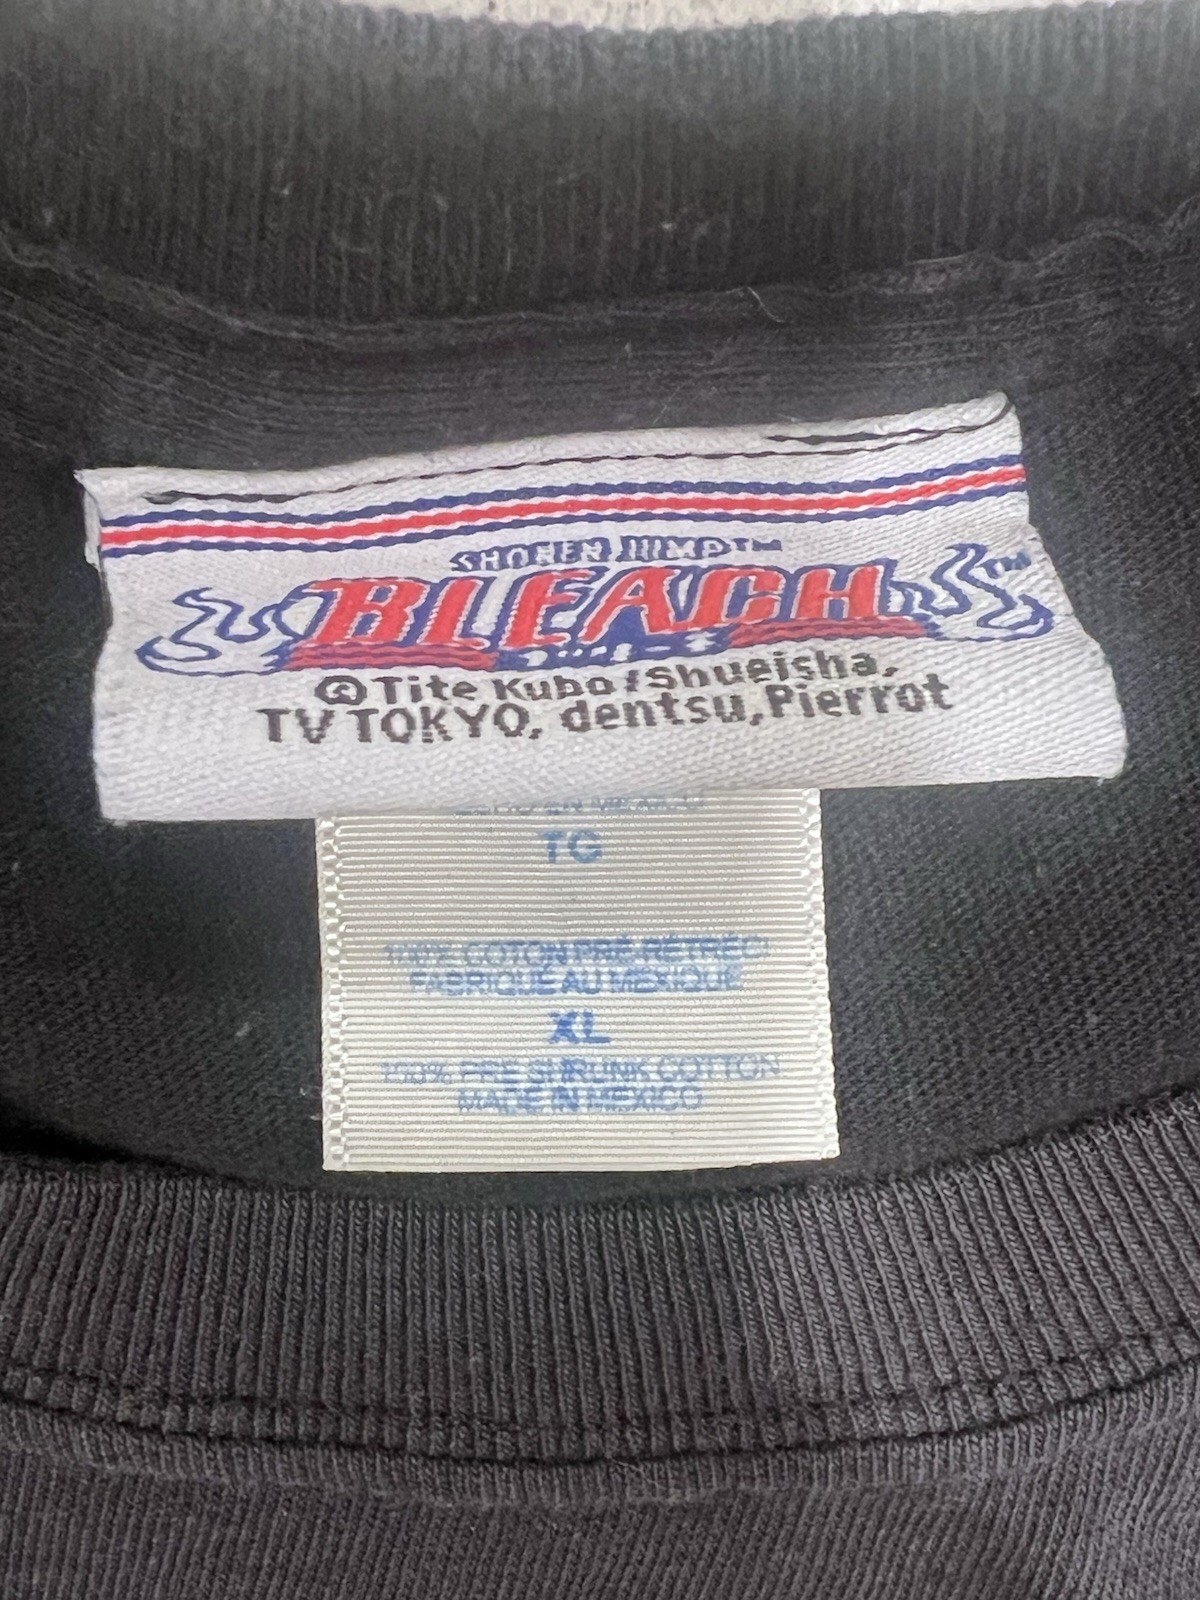 SHONEN JUMP™
BLEACH™
©Tite Kubo/Shueisha,
TV TOKYO, dentsu, Pierrot
TG
100% COTON PRÉ-RÉTRÉCI
FABRIQUÉ AU MEXIQUE
XL
100% PRE-SHRUNK COTTON
MADE IN MEXICO